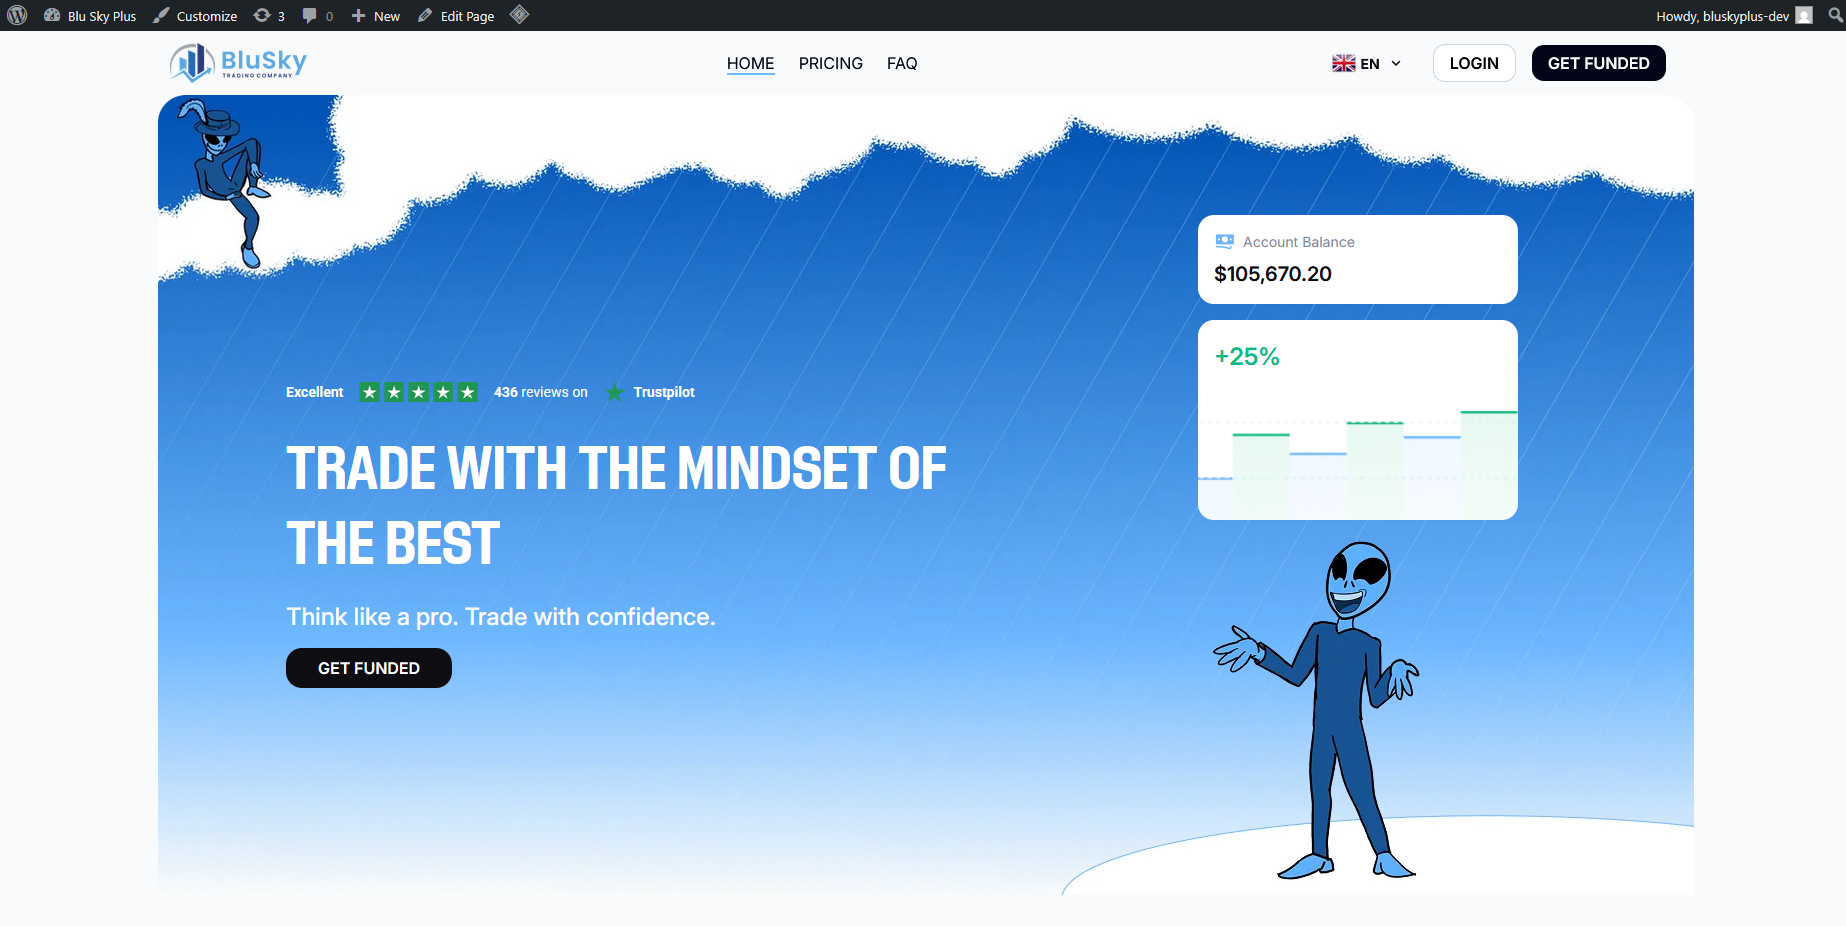 Blu Sky Plus Customize 3 0 New Edit Page Howdy, bluskyplus-dev
BluSky
TRADING COMPANY
HOME PRICING FAQ EN LOGIN GET FUNDED
Account Balance
$105,670.20
+25%
Excellent 436 reviews on Trustpilot
TRADE WITH THE MINDSET OF
THE BEST
Think like a pro. Trade with confidence.
GET FUNDED